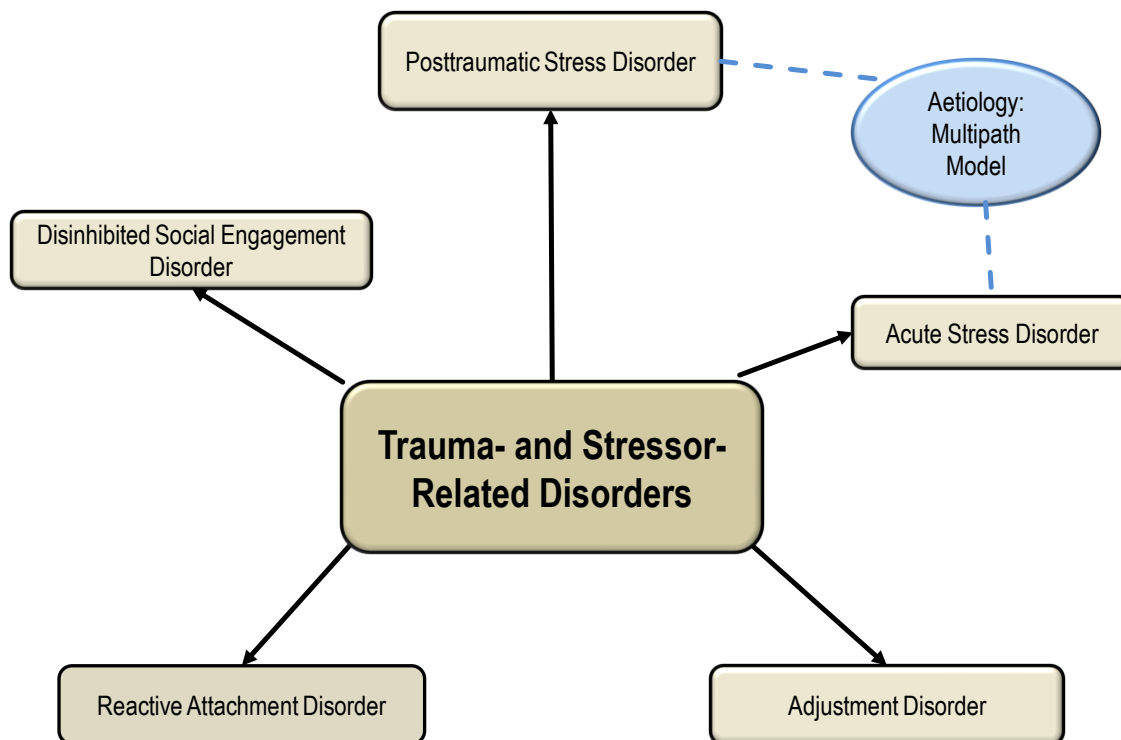 Posttraumatic Stress Disorder
Aetiology:
Multipath
Model
Disinhibited Social Engagement
Disorder
Acute Stress Disorder
Trauma- and Stressor-
Related Disorders
Reactive Attachment Disorder
Adjustment Disorder